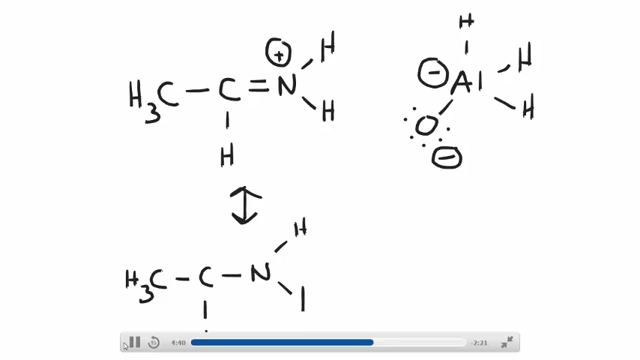 H
⊕ H
H₃C – C = N
H
H
↕
H
H₃C – C – N
H
⊖ Al H
H
O
⊖
4:40 -2:21